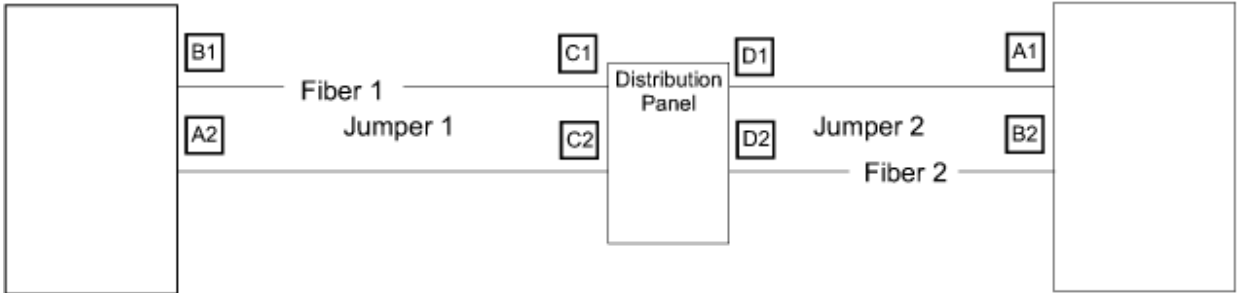 B1
C1
D1
A1
Fiber 1
Distribution
Panel
A2
Jumper 1
C2
D2
Jumper 2
B2
Fiber 2